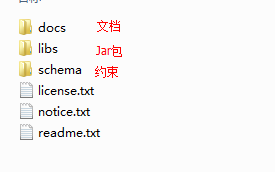 docs 文档
libs Jar包
schema 约束
license.txt
notice.txt
readme.txt